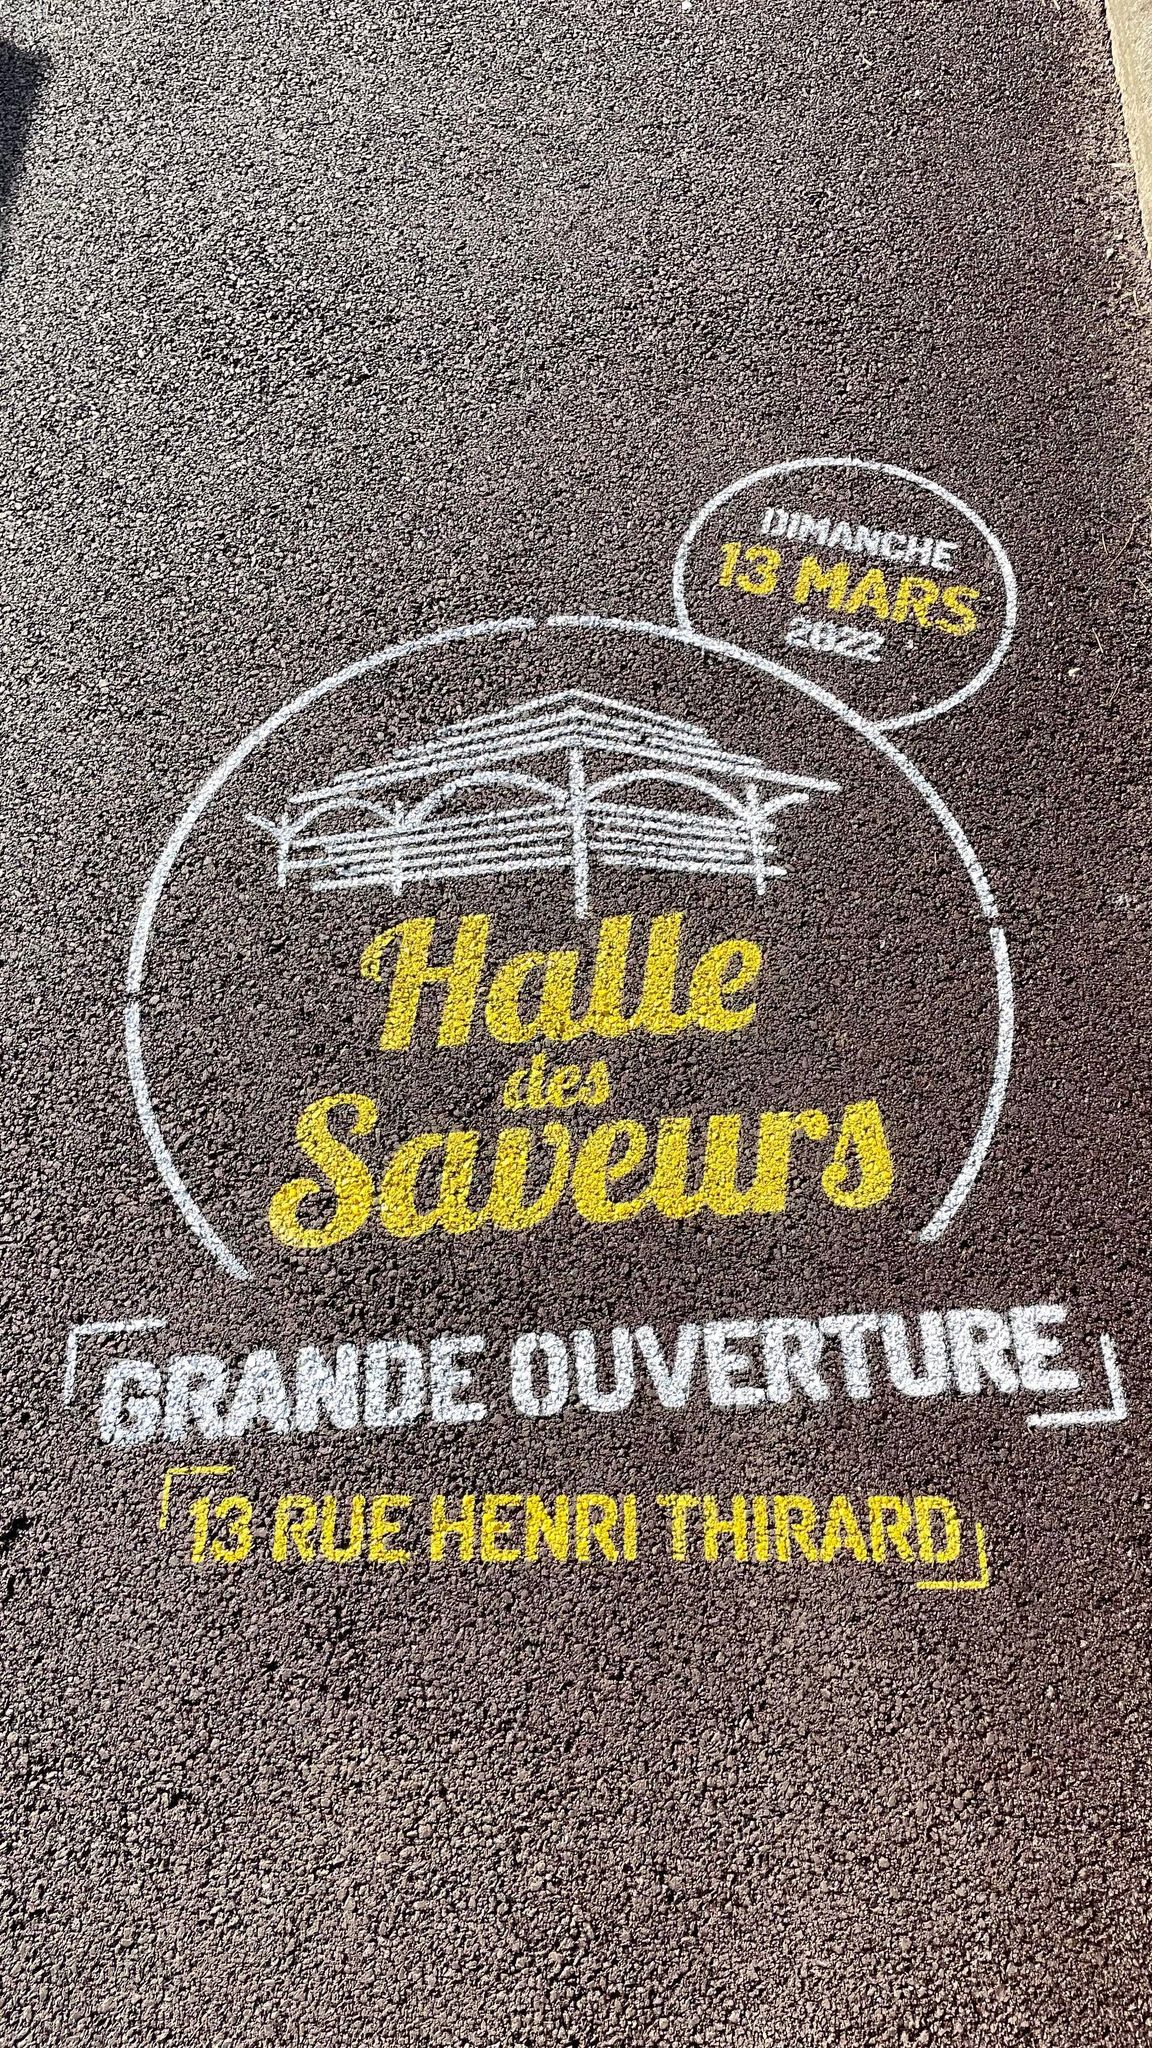 DIMANCHE
13 MARS
2022
Halle
des
Saveurs
GRANDE OUVERTURE
13 RUE HENRI THIRARD